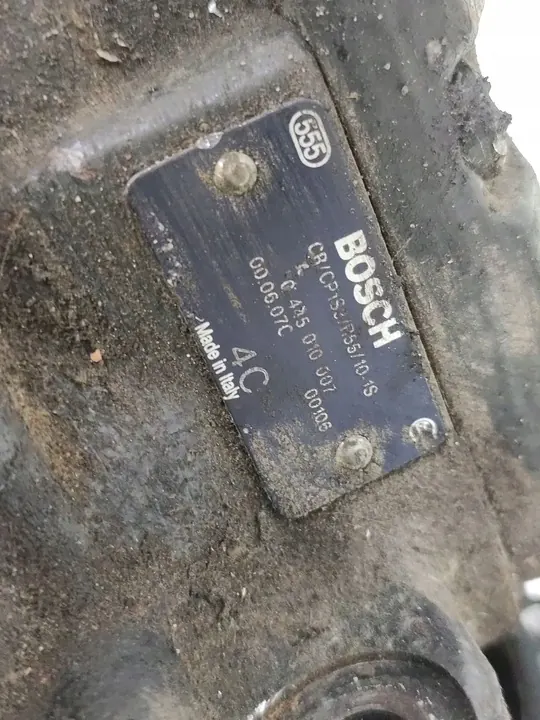 555
BOSCH
CR/CP1S3/R55/10-1S
0 445 010 007
00106
00.06.07C
4C
Made in Italy